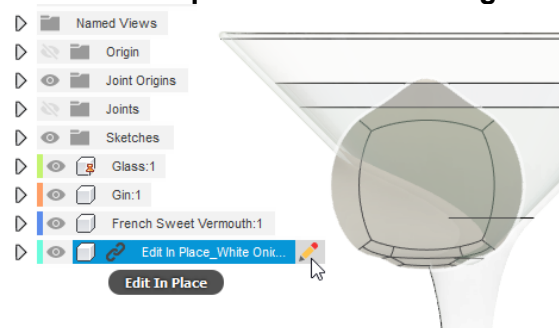 Named Views
Origin
Joint Origins
Joints
Sketches
Glass:1
Gin:1
French Sweet Vermouth:1
Edit In Place_White Onic...
Edit In Place